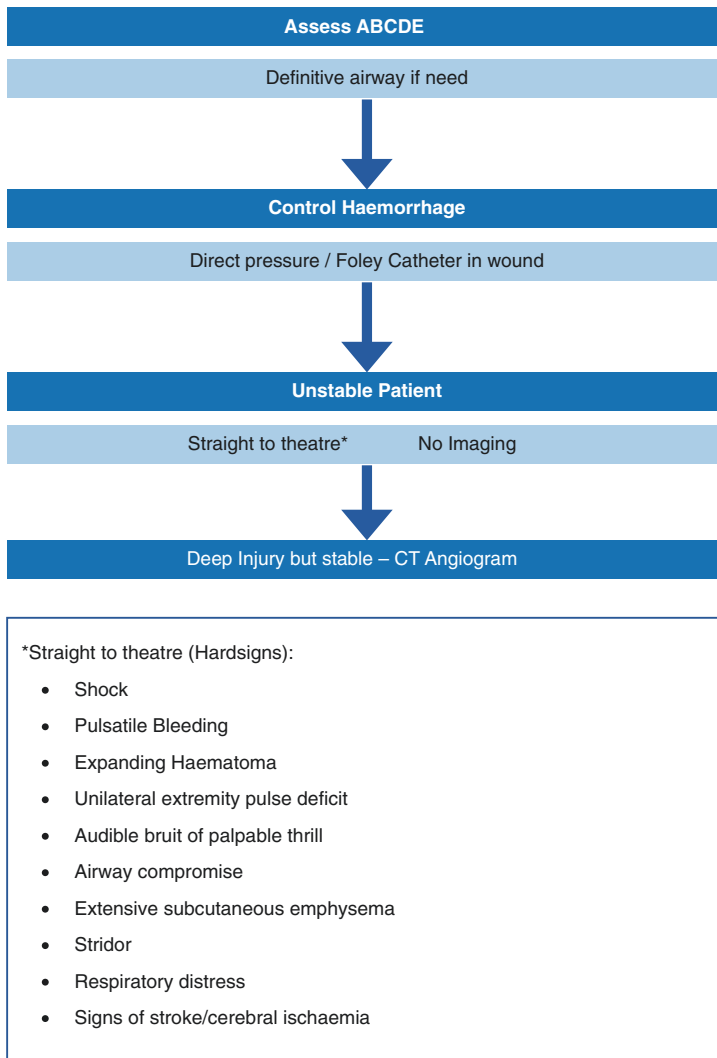 Assess ABCDE
Definitive airway if need
Control Haemorrhage
Direct pressure / Foley Catheter in wound
Unstable Patient
Straight to theatre* No Imaging
Deep Injury but stable – CT Angiogram
*Straight to theatre (Hardsigns):
• Shock
• Pulsatile Bleeding
• Expanding Haematoma
• Unilateral extremity pulse deficit
• Audible bruit of palpable thrill
• Airway compromise
• Extensive subcutaneous emphysema
• Stridor
• Respiratory distress
• Signs of stroke/cerebral ischaemia